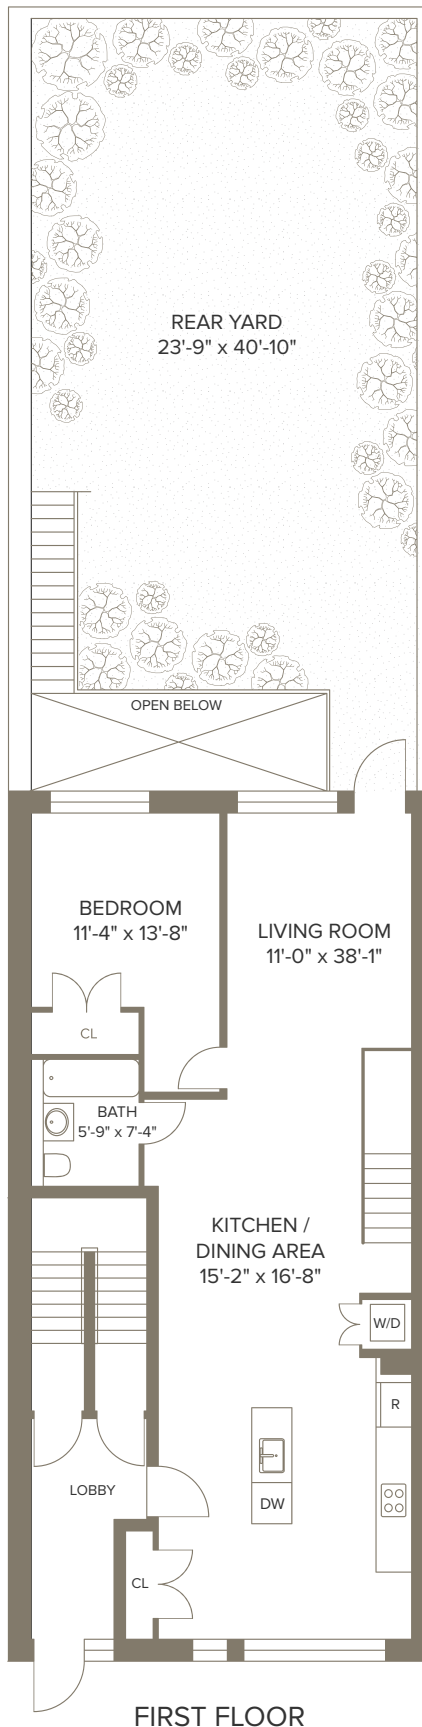 REAR YARD
23'-9" x 40'-10"
OPEN BELOW
BEDROOM
11'-4" x 13'-8"
LIVING ROOM
11'-0" x 38'-1"
CL
BATH
5'-9" x 7'-4"
KITCHEN /
DINING AREA
15'-2" x 16'-8"
W/D
R
LOBBY
DW
CL
FIRST FLOOR